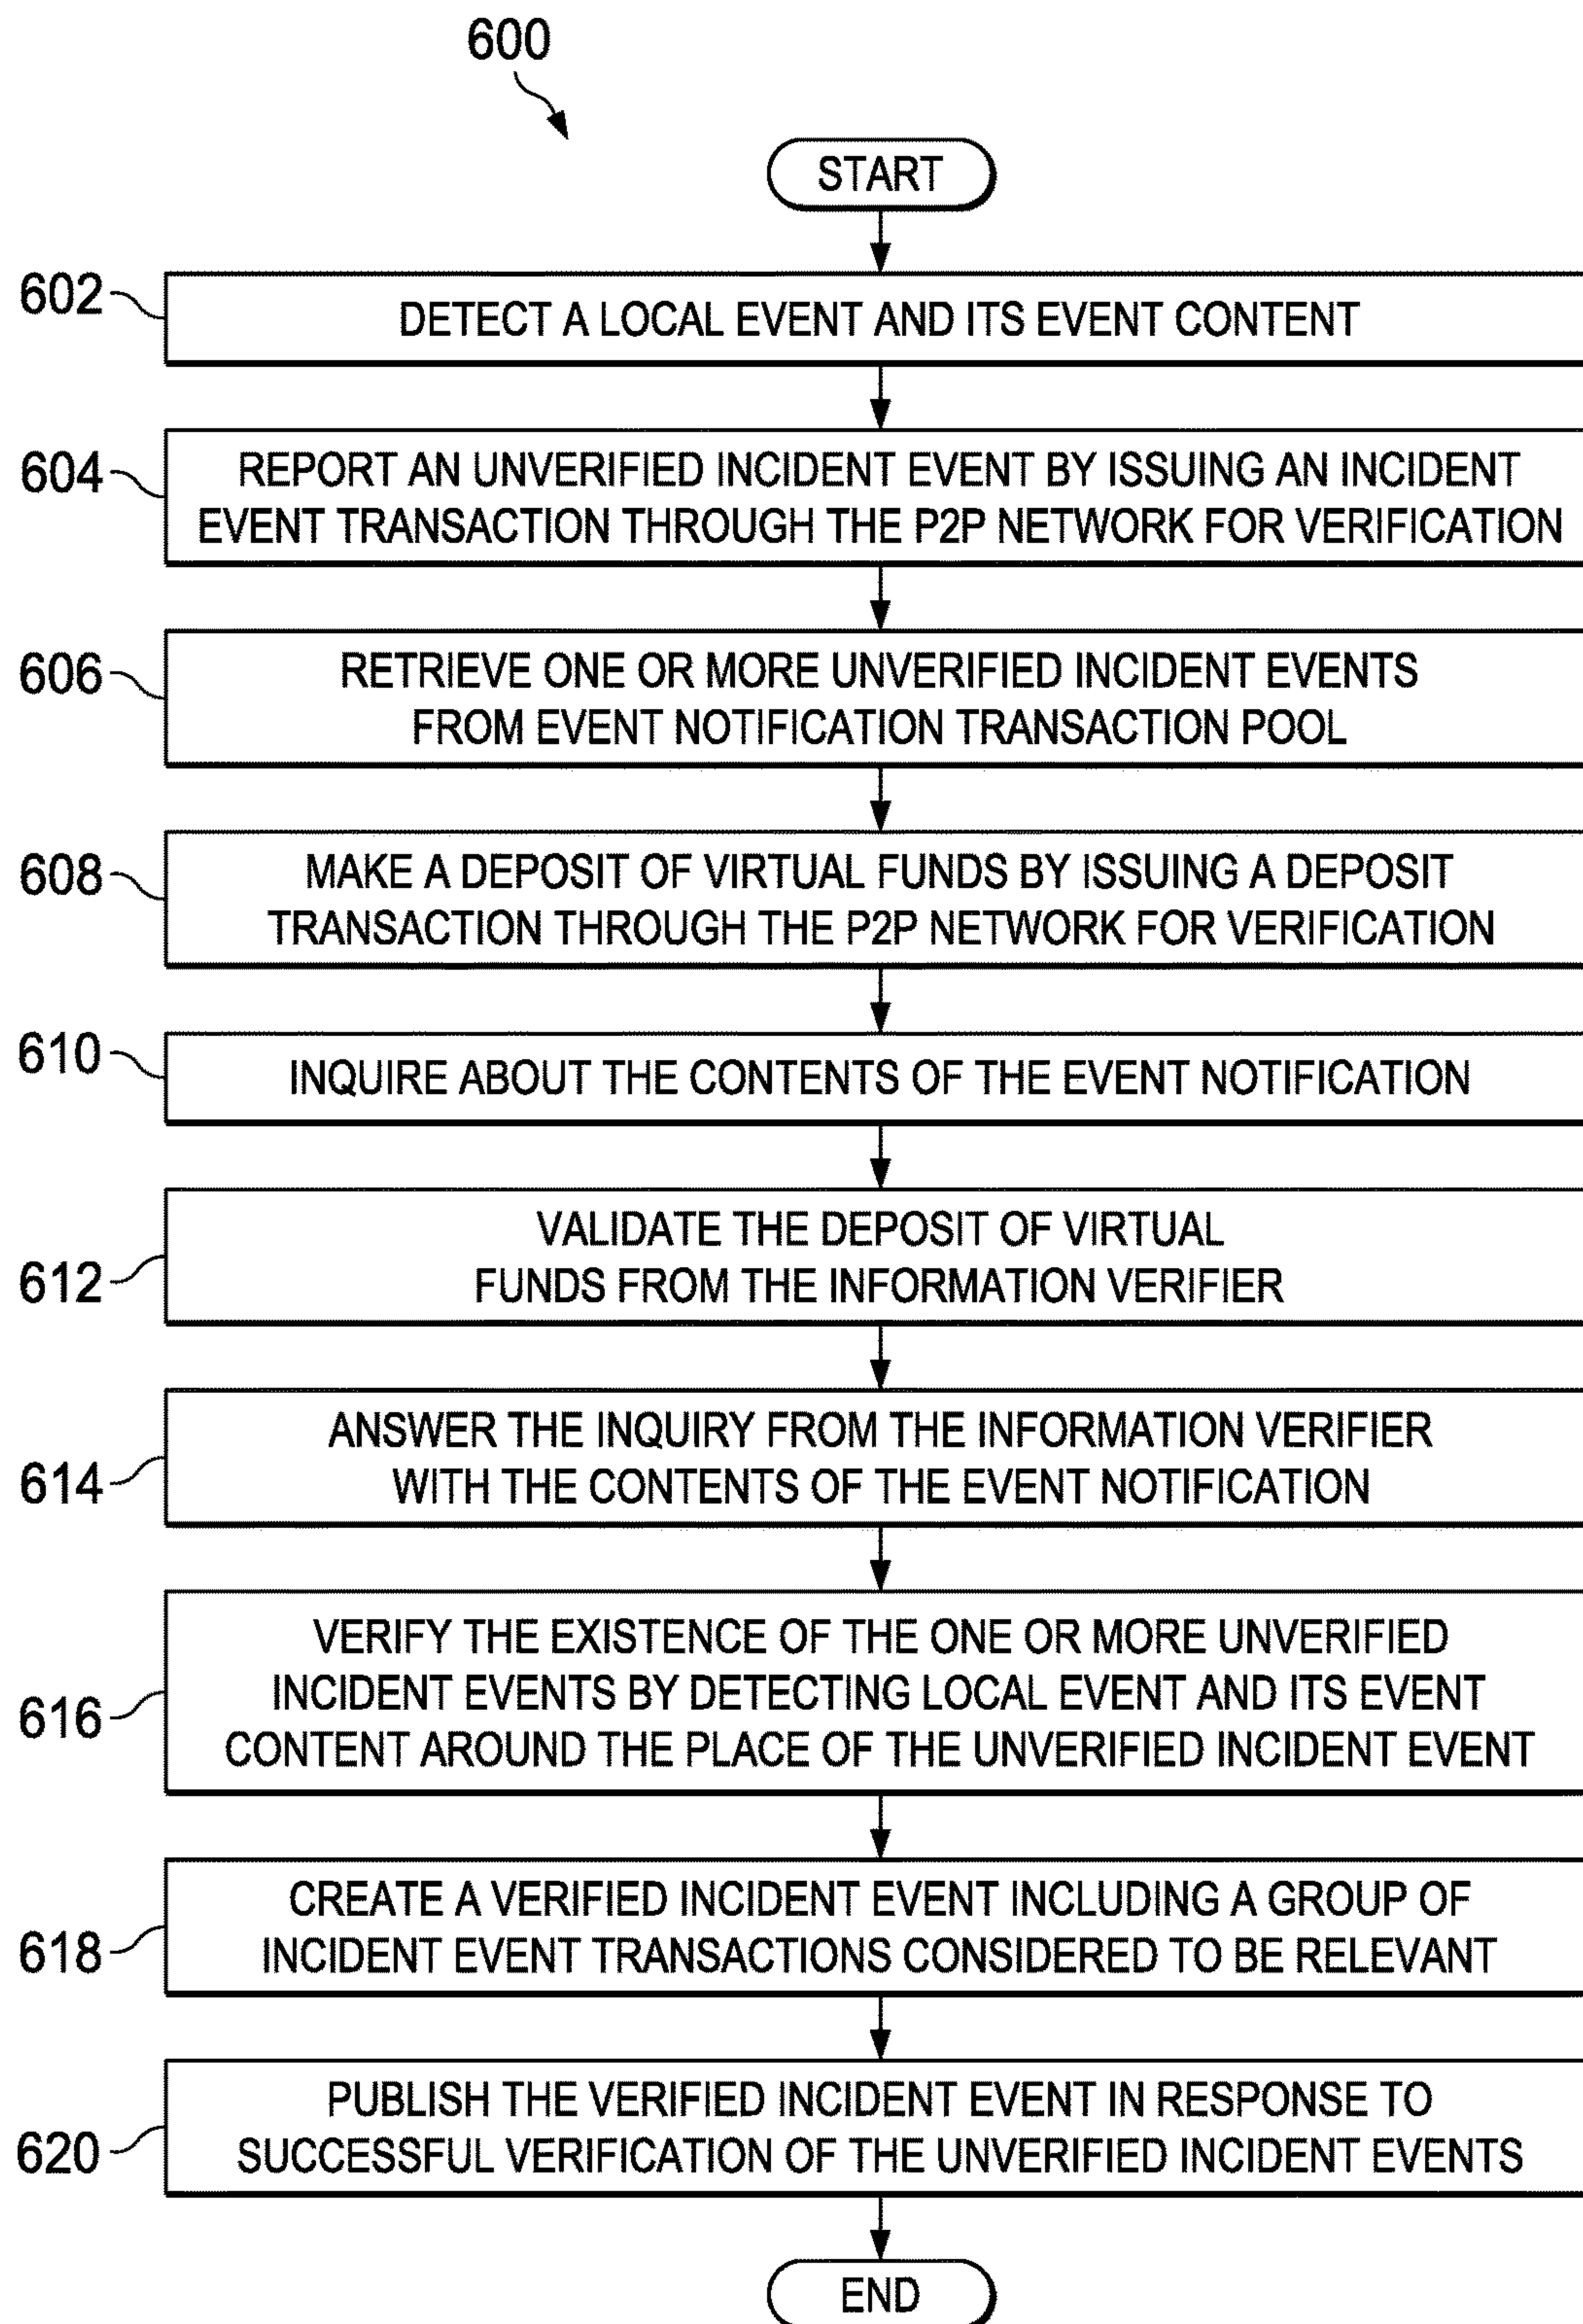 600
START
602
DETECT A LOCAL EVENT AND ITS EVENT CONTENT
604
REPORT AN UNVERIFIED INCIDENT EVENT BY ISSUING AN INCIDENT
EVENT TRANSACTION THROUGH THE P2P NETWORK FOR VERIFICATION
606
RETRIEVE ONE OR MORE UNVERIFIED INCIDENT EVENTS
FROM EVENT NOTIFICATION TRANSACTION POOL
608
MAKE A DEPOSIT OF VIRTUAL FUNDS BY ISSUING A DEPOSIT
TRANSACTION THROUGH THE P2P NETWORK FOR VERIFICATION
610
INQUIRE ABOUT THE CONTENTS OF THE EVENT NOTIFICATION
612
VALIDATE THE DEPOSIT OF VIRTUAL
FUNDS FROM THE INFORMATION VERIFIER
614
ANSWER THE INQUIRY FROM THE INFORMATION VERIFIER
WITH THE CONTENTS OF THE EVENT NOTIFICATION
616
VERIFY THE EXISTENCE OF THE ONE OR MORE UNVERIFIED
INCIDENT EVENTS BY DETECTING LOCAL EVENT AND ITS EVENT
CONTENT AROUND THE PLACE OF THE UNVERIFIED INCIDENT EVENT
618
CREATE A VERIFIED INCIDENT EVENT INCLUDING A GROUP OF
INCIDENT EVENT TRANSACTIONS CONSIDERED TO BE RELEVANT
620
PUBLISH THE VERIFIED INCIDENT EVENT IN RESPONSE TO
SUCCESSFUL VERIFICATION OF THE UNVERIFIED INCIDENT EVENTS
END